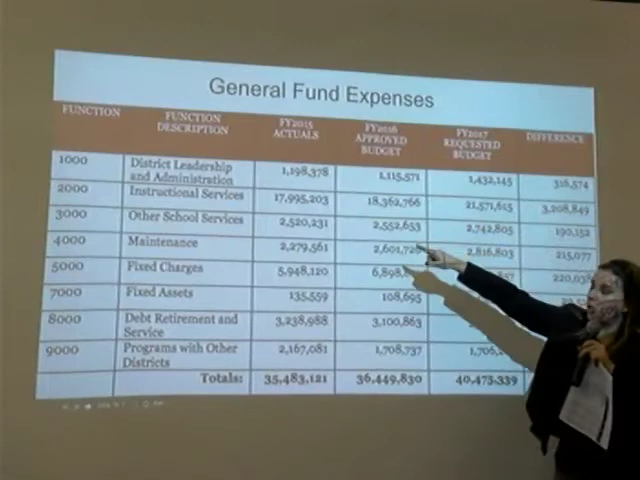 General Fund Expenses
FUNCTION FUNCTION DESCRIPTION FY2015 ACTUALS FY2016 APPROVED BUDGET FY2017 REQUESTED BUDGET DIFFERENCE
1000 District Leadership and Administration 1,198,378 1,115,571 1,432,145 316,574
2000 Instructional Services 17,995,203 18,362,766 21,571,615 3,208,849
3000 Other School Services 2,520,231 2,552,653 2,742,805 190,152
4000 Maintenance 2,279,561 2,601,726 2,816,803 215,077
5000 Fixed Charges 5,948,120
7000 Fixed Assets 135,559 108,695
8000 Debt Retirement and Service 3,238,988 3,100,863
9000 Programs with Other Districts 2,167,081 1,708,737
Totals: 35,483,121 36,449,830 40,473,339